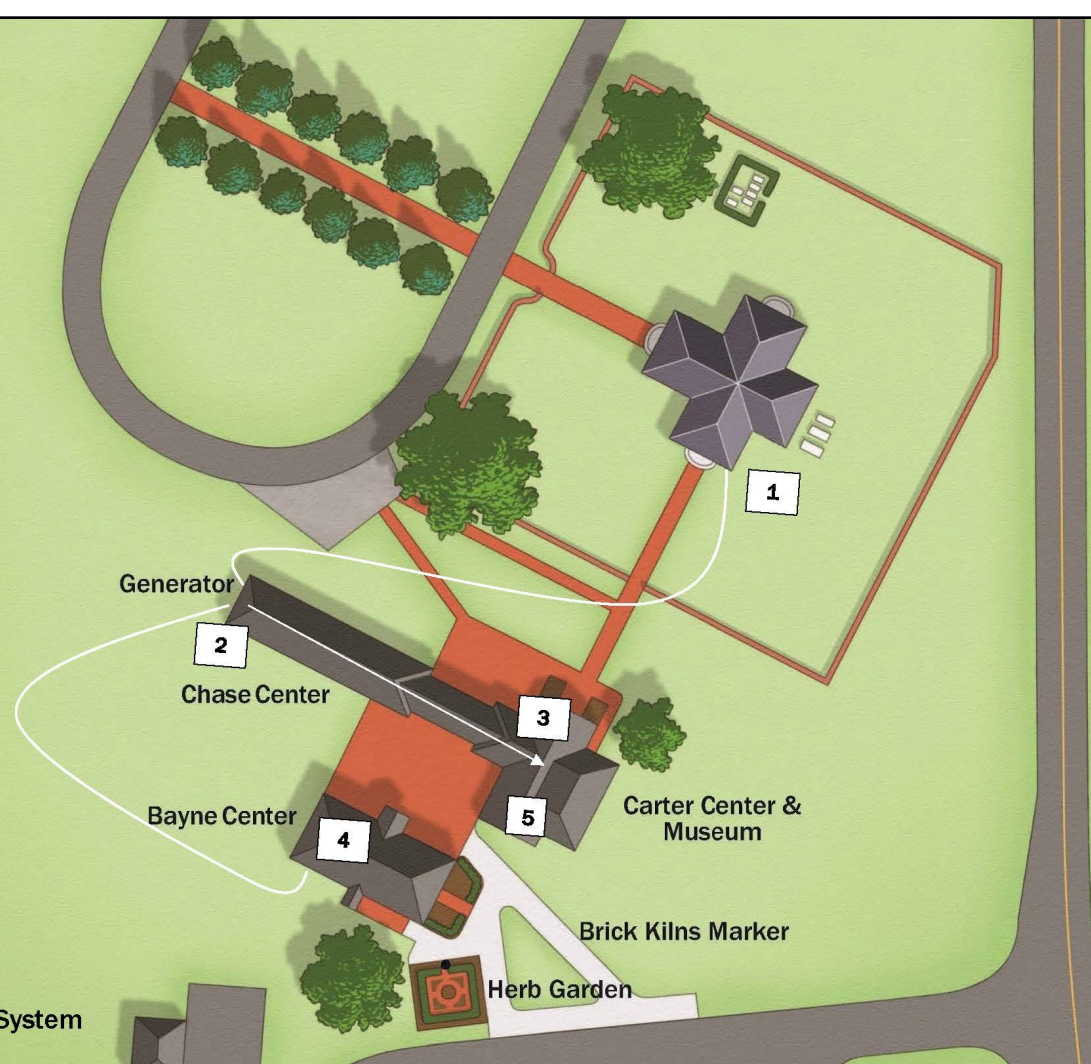 1
Generator
2
Chase Center
3
Bayne Center
4
5
Carter Center &
Museum
Brick Kilns Marker
Herb Garden
System